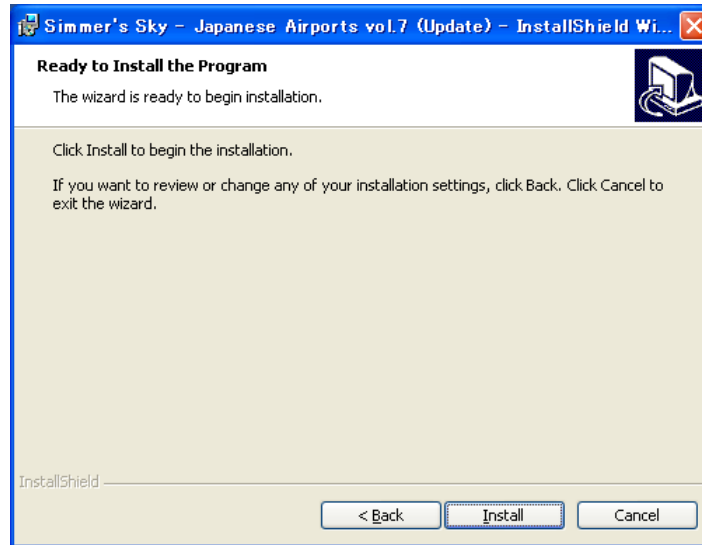 Simmer's Sky - Japanese Airports vol.7 (Update) - InstallShield Wi...
Ready to Install the Program
The wizard is ready to begin installation.
Click Install to begin the installation.
If you want to review or change any of your installation settings, click Back. Click Cancel to
exit the wizard.
InstallShield
< Back
Install
Cancel